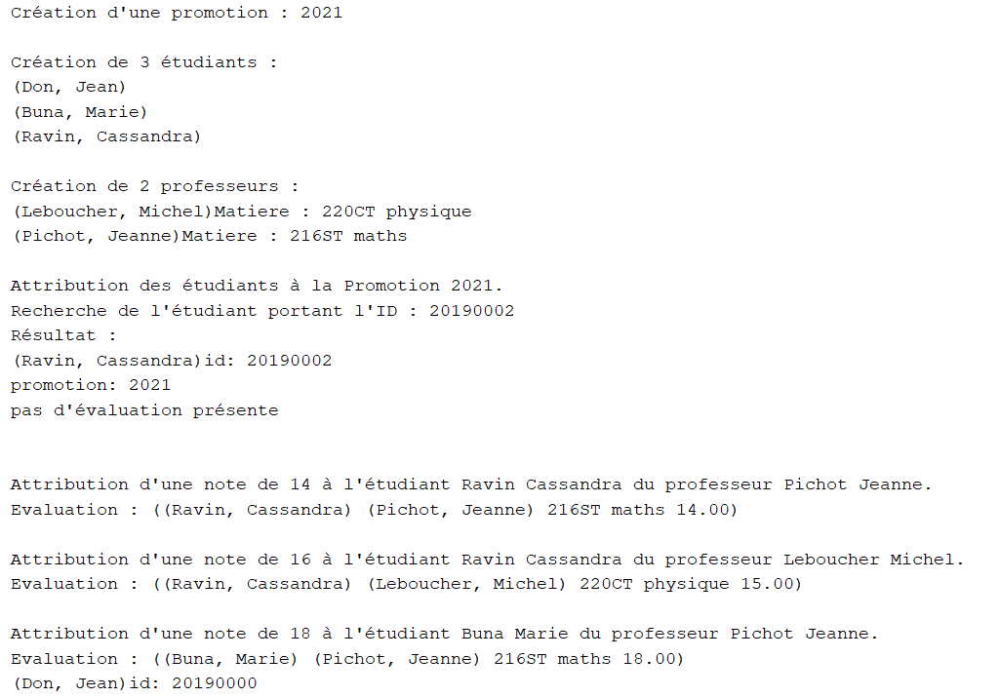 Création d'une promotion : 2021
Création de 3 étudiants :
(Don, Jean)
(Buna, Marie)
(Ravin, Cassandra)
Création de 2 professeurs :
(Leboucher, Michel)Matiere : 220CT physique
(Pichot, Jeanne)Matiere : 216ST maths
Attribution des étudiants à la Promotion 2021.
Recherche de l'étudiant portant l'ID : 20190002
Résultat :
(Ravin, Cassandra)id: 20190002
promotion: 2021
pas d'évaluation présente
Attribution d'une note de 14 à l'étudiant Ravin Cassandra du professeur Pichot Jeanne.
Evaluation : ((Ravin, Cassandra) (Pichot, Jeanne) 216ST maths 14.00)
Attribution d'une note de 16 à l'étudiant Ravin Cassandra du professeur Leboucher Michel.
Evaluation : ((Ravin, Cassandra) (Leboucher, Michel) 220CT physique 15.00)
Attribution d'une note de 18 à l'étudiant Buna Marie du professeur Pichot Jeanne.
Evaluation : ((Buna, Marie) (Pichot, Jeanne) 216ST maths 18.00)
(Don, Jean)id: 20190000